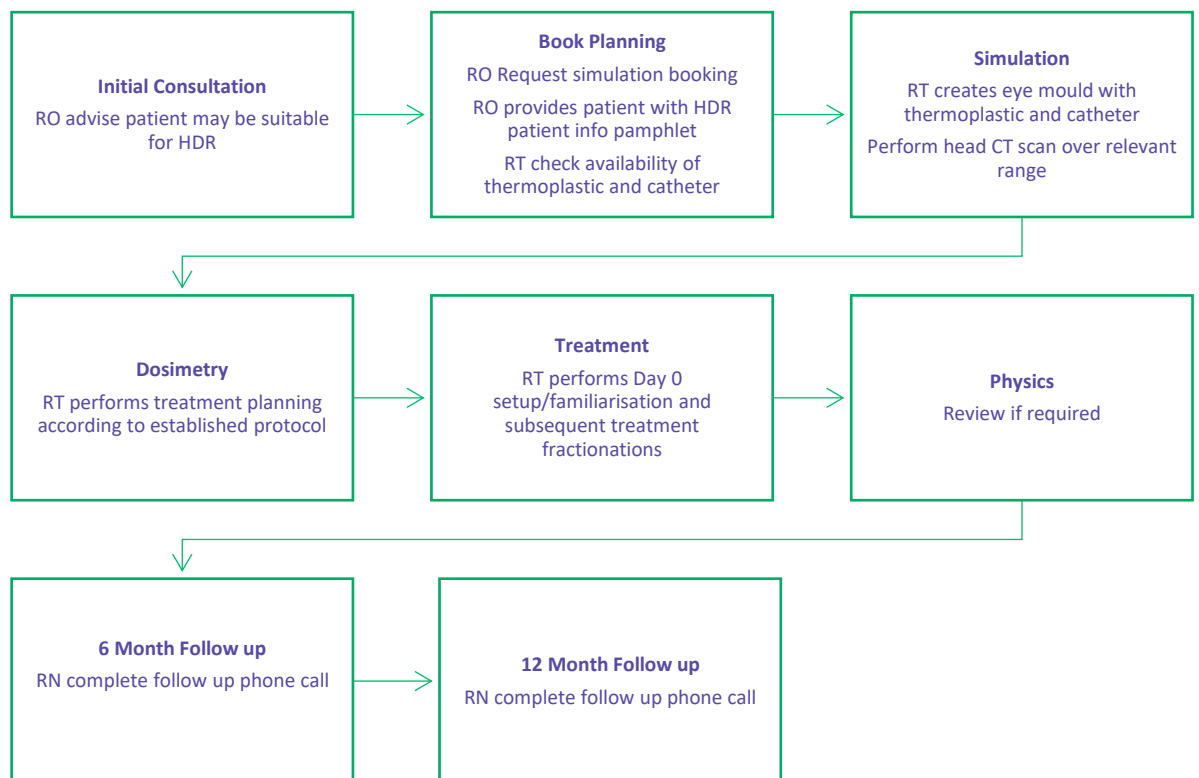 Initial Consultation
RO advise patient may be suitable
for HDR
Book Planning
RO Request simulation booking
RO provides patient with HDR
patient info pamphlet
RT check availability of
thermoplastic and catheter
Simulation
RT creates eye mould with
thermoplastic and catheter
Perform head CT scan over relevant
range
Dosimetry
RT performs treatment planning
according to established protocol
Treatment
RT performs Day 0
setup/familiarisation and
subsequent treatment
fractionations
Physics
Review if required
6 Month Follow up
RN complete follow up phone call
12 Month Follow up
RN complete follow up phone call